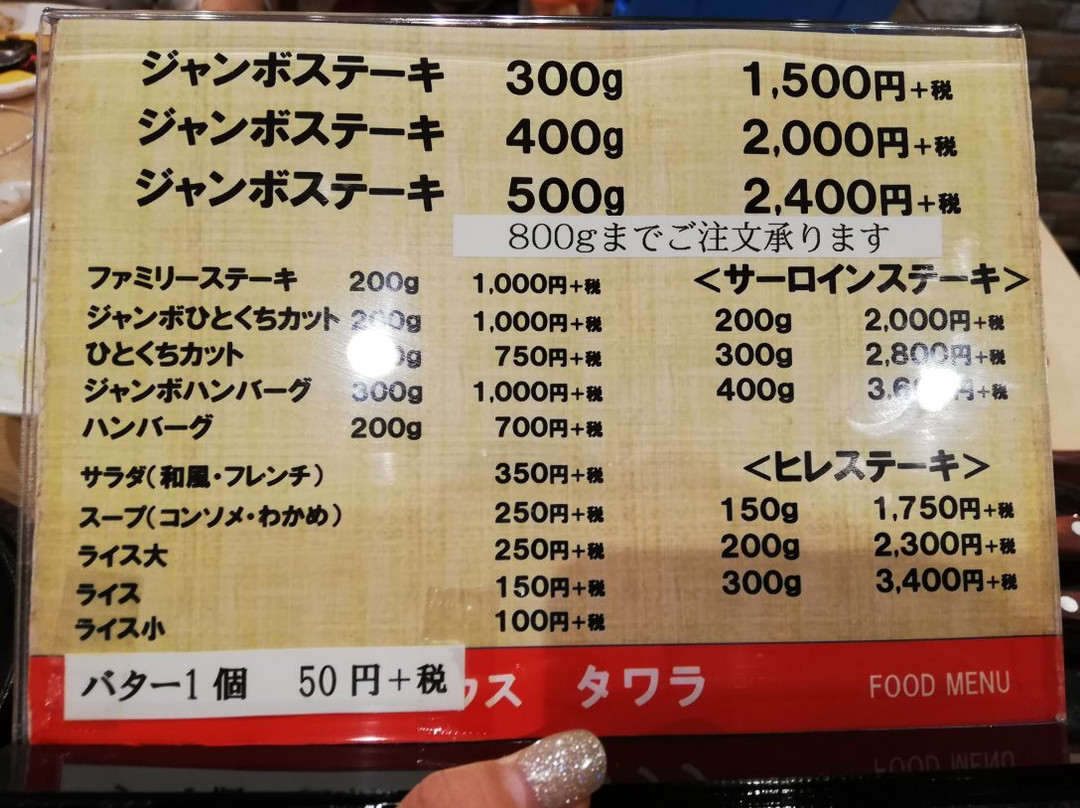 ジャンボステーキ 300g 1,500円+税
ジャンボステーキ 400g 2,000円+税
ジャンボステーキ 500g 2,400円+税
800gまでご注文承ります
ファミリーステーキ 200g 1,000円+税
ジャンボひとくちカット 200g 1,000円+税
ひとくちカット 750円+税
ジャンボハンバーグ 300g 1,000円+税
ハンバーグ 200g 700円+税
サラダ(和風・フレンチ) 350円+税
スープ(コンソメ・わかめ) 250円+税
ライス大 250円+税
ライス 150円+税
ライス小 100円+税
<サーロインステーキ>
200g 2,000円+税
300g 2,800円+税
400g
<ヒレステーキ>
150g 1,750円+税
200g 2,300円+税
300g 3,400円+税
バター1個 50円+税
ウス タワラ
FOOD MENU